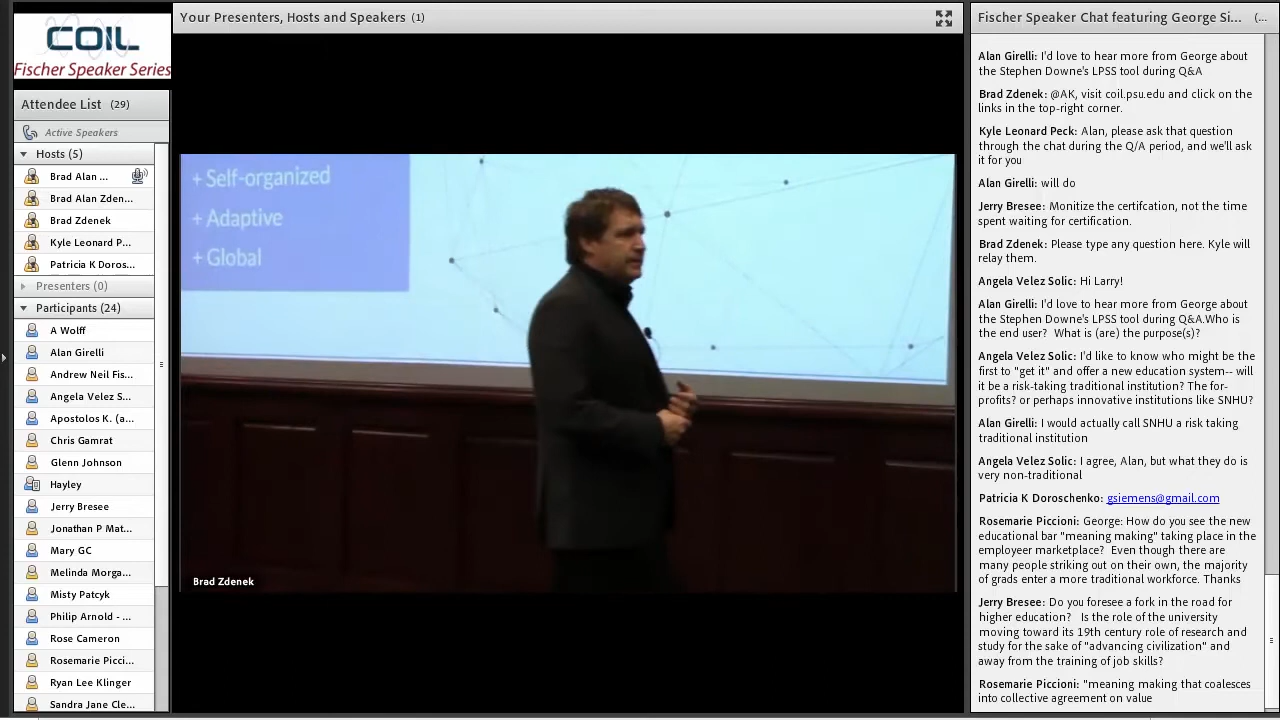 COIL
Fischer Speaker Series
Attendee List (29)
Active Speakers
Hosts (5)
Brad Alan ...
Brad Alan Zden...
Brad Zdenek
Kyle Leonard P...
Patricia K Doros...
Presenters (0)
Participants (24)
A Wolff
Alan Girelli
Andrew Neil Fis...
Angela Velez S...
Apostolos K. (a...
Chris Gamrat
Glenn Johnson
Hayley
Jerry Bresee
Jonathan P Mat...
Mary GC
Melinda Morga...
Misty Patcyk
Philip Arnold - ...
Rose Cameron
Rosemarie Picci...
Ryan Lee Klinger
Sandra Jane Cle...
Your Presenters, Hosts and Speakers (1)
+ Self-organized
+ Adaptive
+ Global
Brad Zdenek
Fischer Speaker Chat featuring George Si... (...
Alan Girelli: I'd love to hear more from George about
the Stephen Downe's LPSS tool during Q&A
Brad Zdenek: @AK, visit coil.psu.edu and click on the
links in the top-right corner.
Kyle Leonard Peck: Alan, please ask that question
through the chat during the Q/A period, and we'll ask
it for you
Alan Girelli: will do
Jerry Bresee: Monitize the certifcation, not the time
spent waiting for certification.
Brad Zdenek: Please type any question here. Kyle will
relay them.
Angela Velez Solic: Hi Larry!
Alan Girelli: I'd love to hear more from George about
the Stephen Downe's LPSS tool during Q&A.Who is
the end user?  What is (are) the purpose(s)?
Angela Velez Solic: I'd like to know who might be the
first to "get it" and offer a new education system-- will
it be a risk-taking traditional institution? The for-
profits? or perhaps innovative institutions like SNHU?
Alan Girelli: I would actually call SNHU a risk taking
traditional institution
Angela Velez Solic: I agree, Alan, but what they do is
very non-traditional
Patricia K Doroschenko: gsiemens@gmail.com
Rosemarie Piccioni: George: How do you see the new
educational bar "meaning making" taking place in the
employeer marketplace?  Even though there are
many people striking out on their own, the majority
of grads enter a more traditional workforce. Thanks
Jerry Bresee: Do you foresee a fork in the road for
higher education?   Is the role of the university
moving toward its 19th century role of research and
study for the sake of "advancing civilization" and
away from the training of job skills?
Rosemarie Piccioni: "meaning making that coalesces
into collective agreement on value